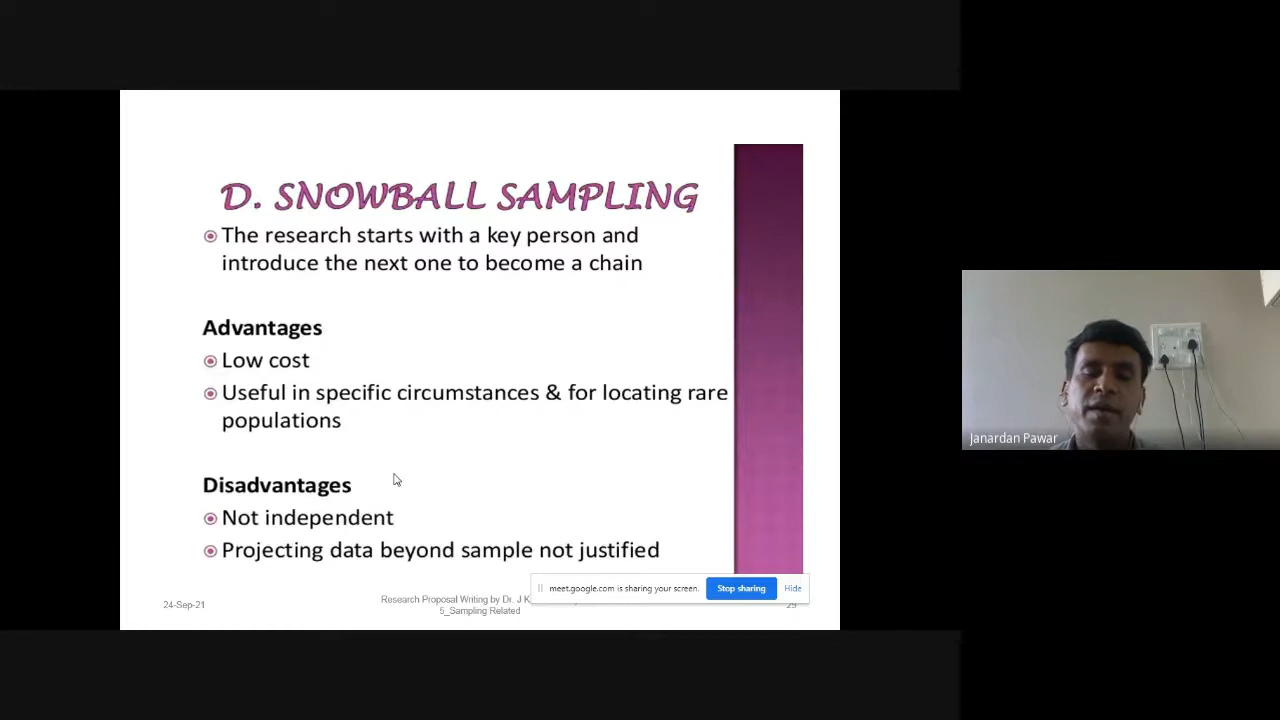 D. SNOWBALL SAMPLING
The research starts with a key person and
introduce the next one to become a chain
Advantages
Low cost
Useful in specific circumstances & for locating rare
populations
Disadvantages
Not independent
Projecting data beyond sample not justified
meet.google.com is sharing your screen.
Stop sharing
Hide
24-Sep-21
Research Proposal Writing by Dr. J
5_Sampling Related
29
Janardan Pawar